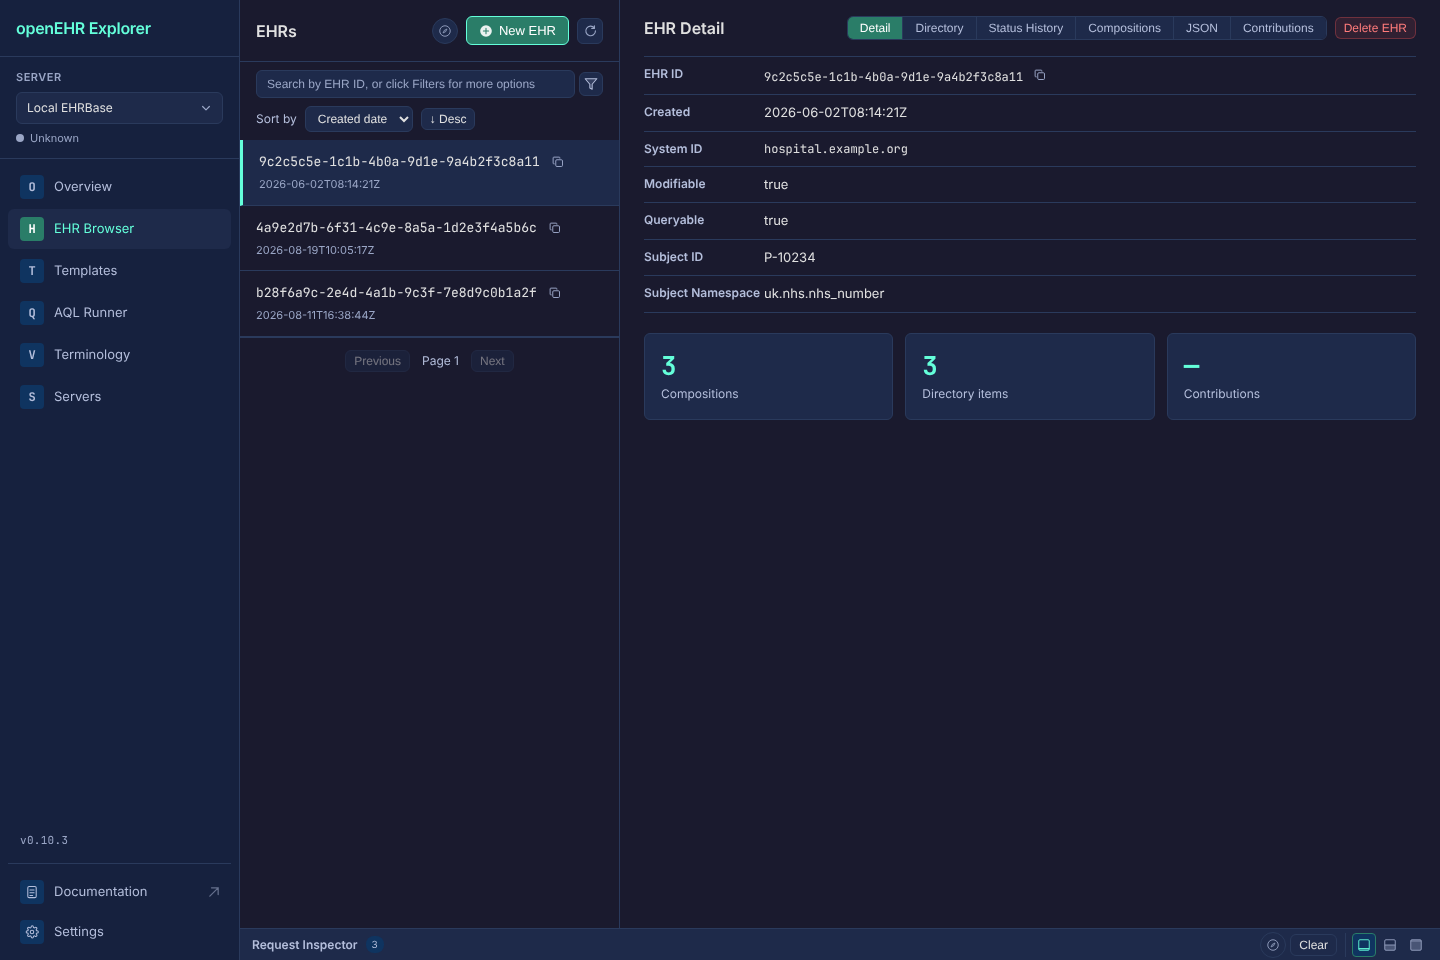 openEHR Explorer
SERVER
Local EHRBase
Unknown
O Overview
H EHR Browser
T Templates
Q AQL Runner
V Terminology
S Servers
v0.10.3
Documentation
Settings
EHRs
New EHR
Search by EHR ID, or click Filters for more options
Sort by Created date ↓ Desc
9c2c5c5e-1c1b-4b0a-9d1e-9a4b2f3c8a11
2026-06-02T08:14:21Z
4a9e2d7b-6f31-4c9e-8a5a-1d2e3f4a5b6c
2026-08-19T10:05:17Z
b28f6a9c-2e4d-4a1b-9c3f-7e8d9c0b1a2f
2026-08-11T16:38:44Z
Previous Page 1 Next
EHR Detail
Detail Directory Status History Compositions JSON Contributions Delete EHR
EHR ID 9c2c5c5e-1c1b-4b0a-9d1e-9a4b2f3c8a11
Created 2026-06-02T08:14:21Z
System ID hospital.example.org
Modifiable true
Queryable true
Subject ID P-10234
Subject Namespace uk.nhs.nhs_number
3
Compositions
3
Directory items
—
Contributions
Request Inspector 3
Clear